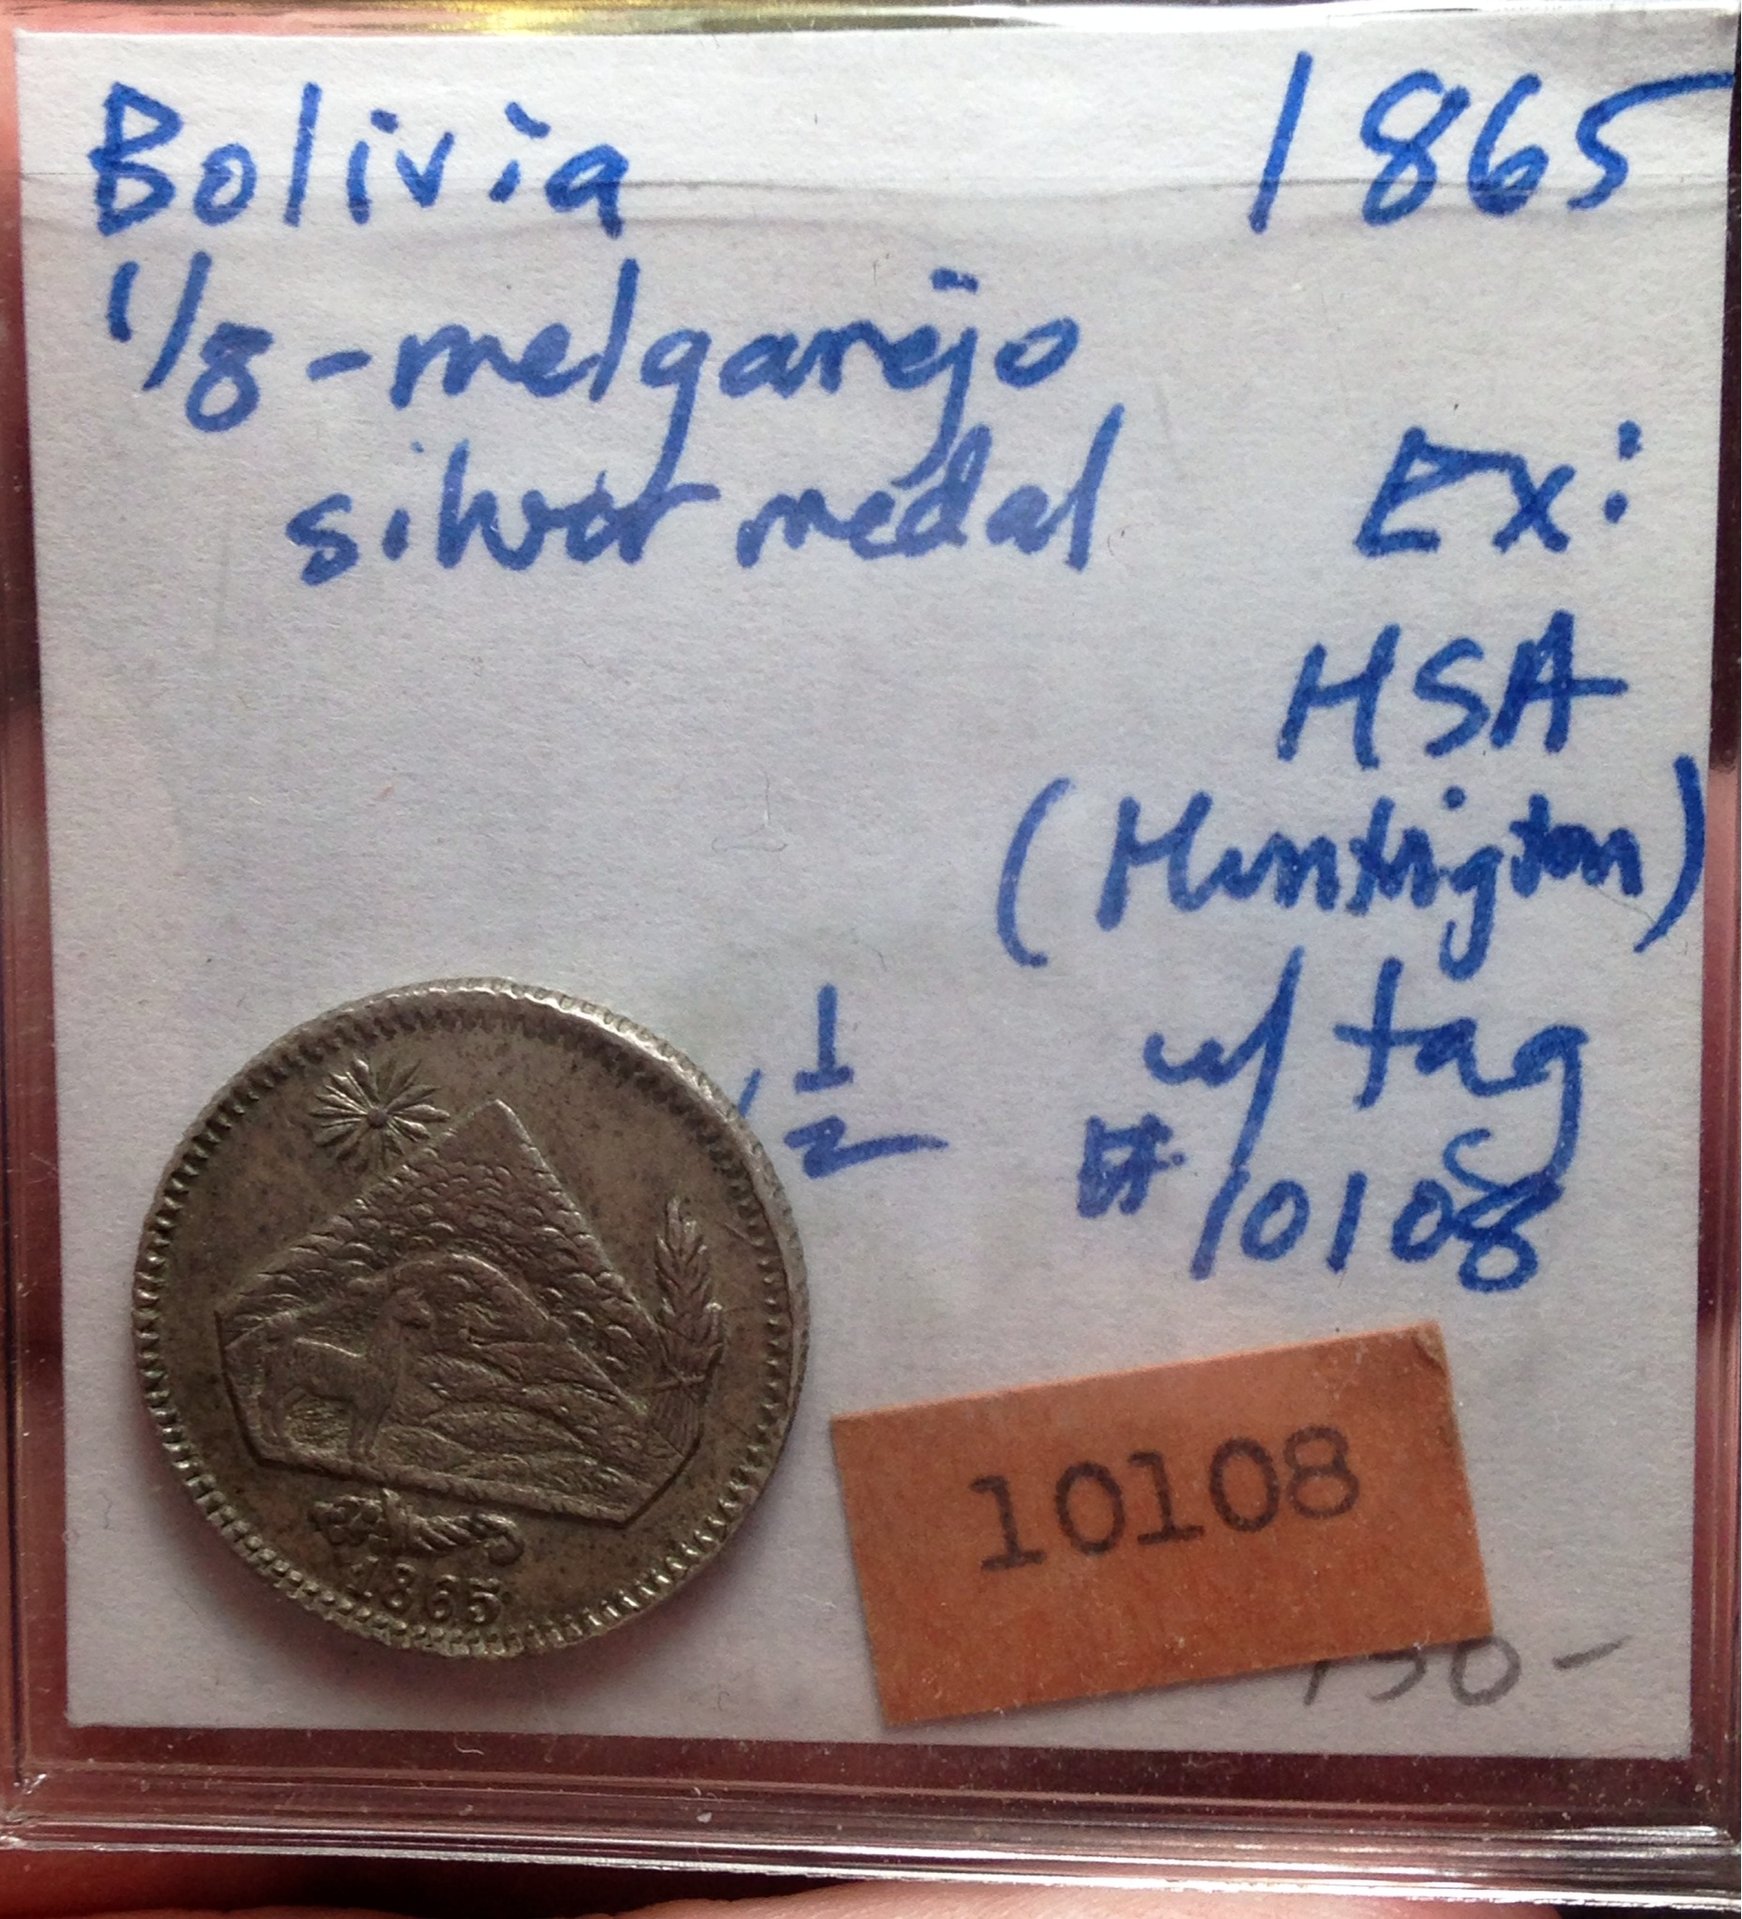 Bolivia 1865
1/8-melgarejo
silver medal
Ex:
HSA
(Huntington)
1/2
w/ tag
#10108
10108
1865